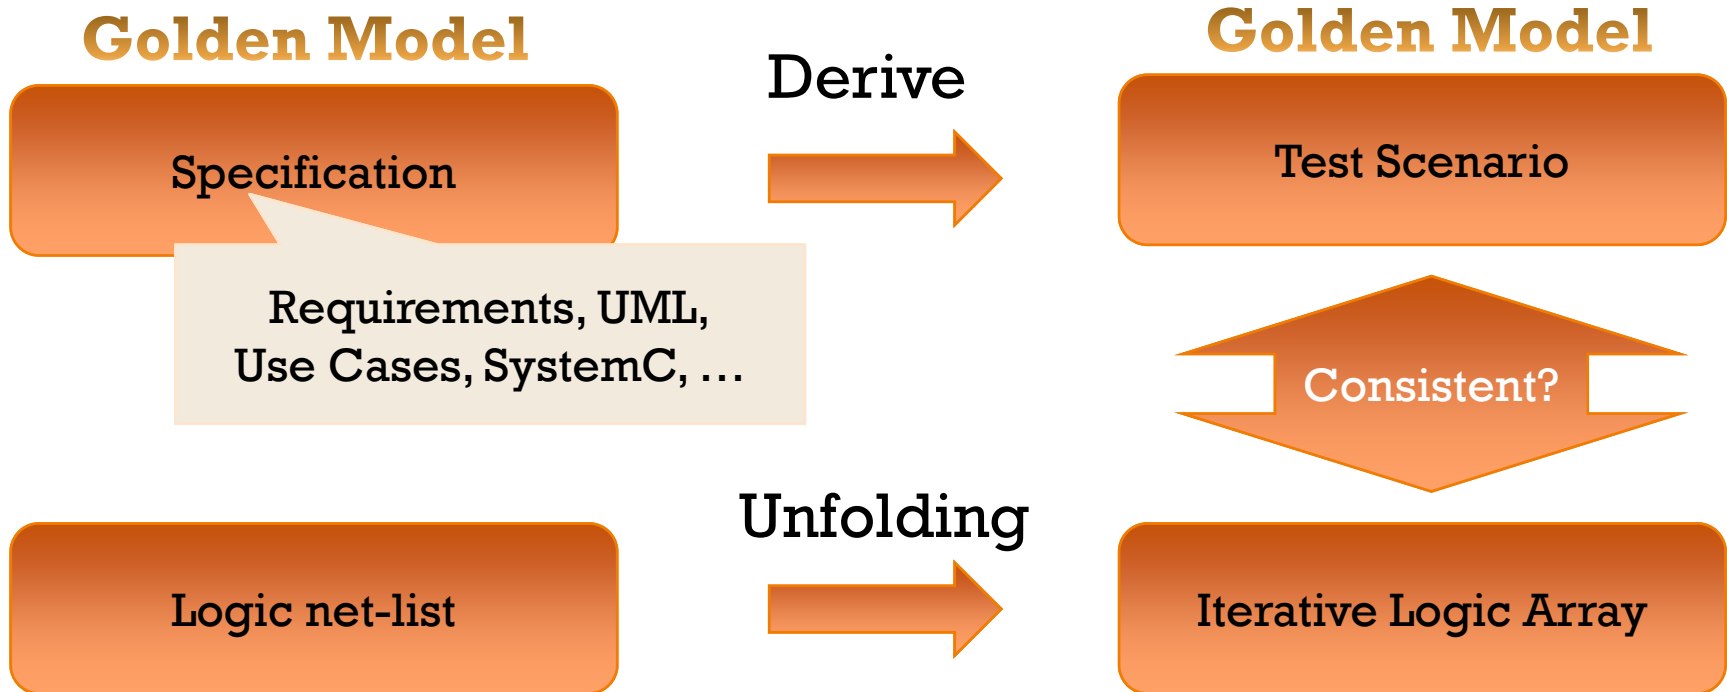 Golden Model
Golden Model
Derive
Specification
Test Scenario
Requirements, UML,
Use Cases, SystemC, …
Consistent?
Unfolding
Logic net-list
Iterative Logic Array